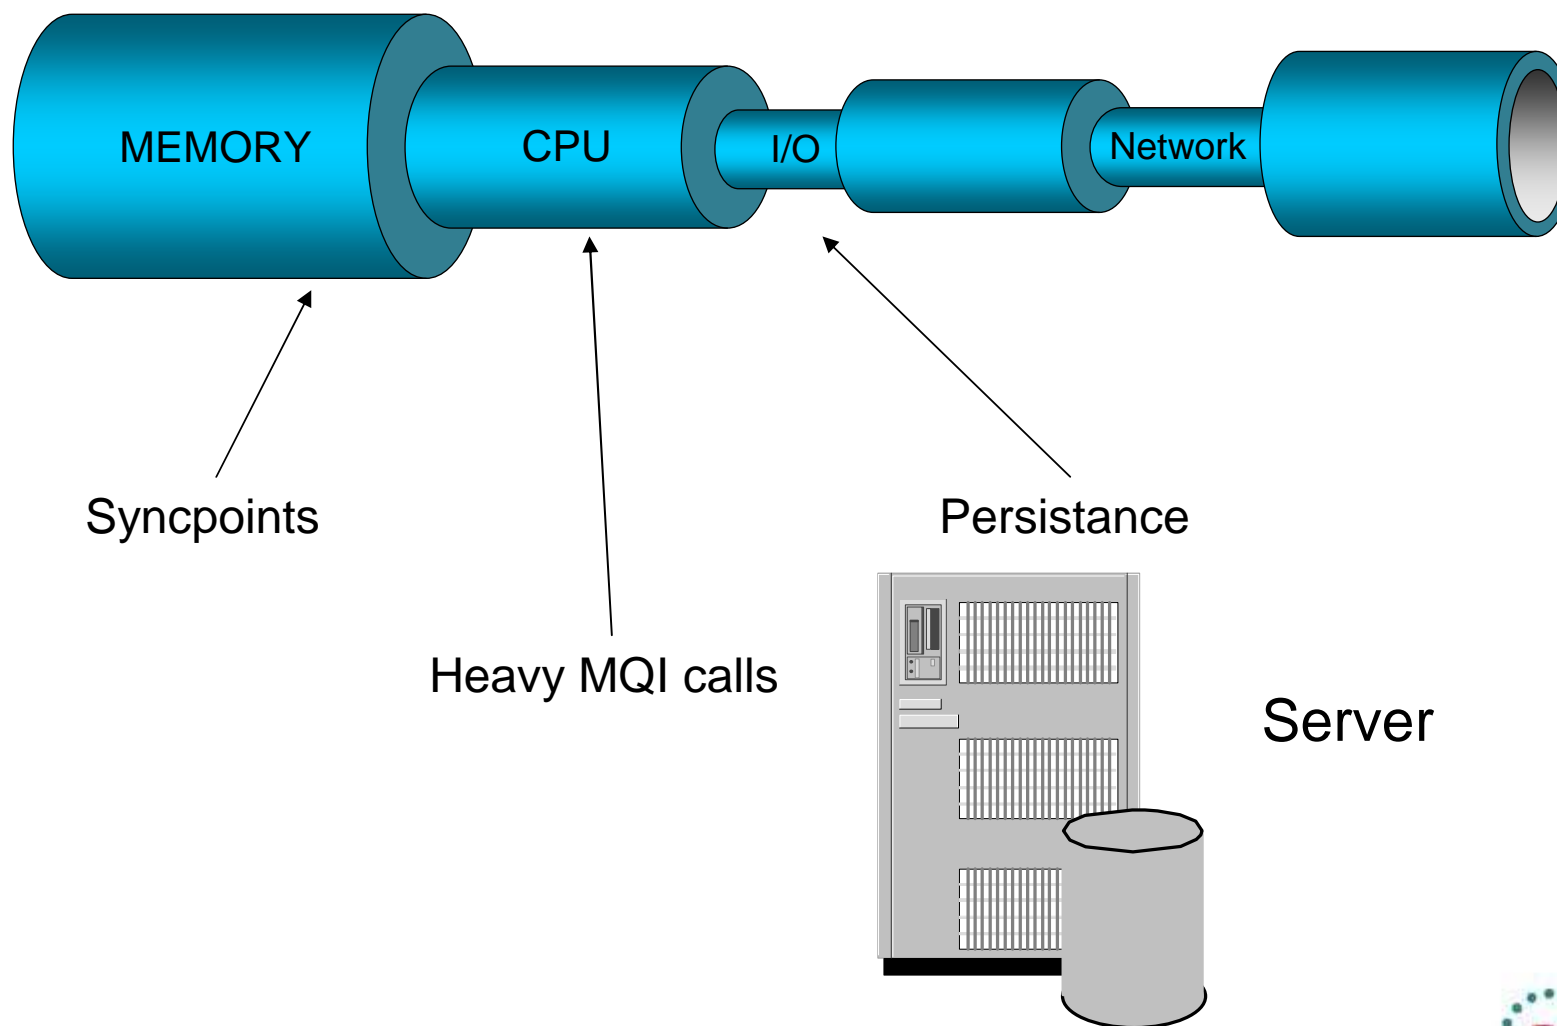 MEMORY
CPU
I/O
Network
Syncpoints
Persistance
Heavy MQI calls
Server